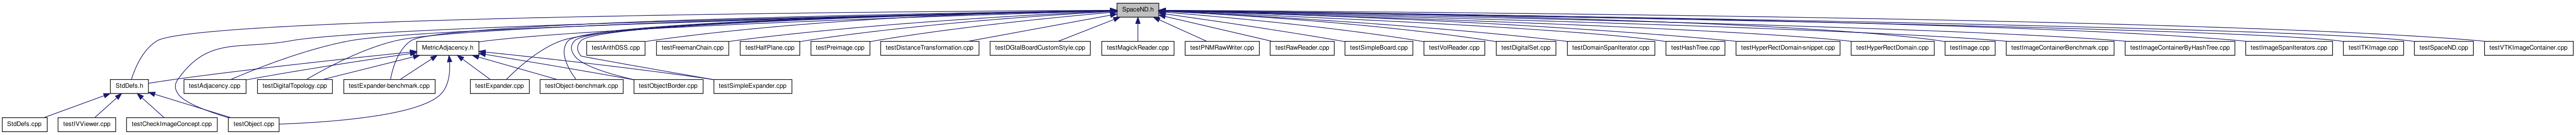 SpaceND.h
MetricAdjacency.h
testArithDSS.cpp
testFreemanChain.cpp
testHalfPlane.cpp
testPreimage.cpp
testDistanceTransformation.cpp
testDGtalBoardCustomStyle.cpp
testMagickReader.cpp
testPNMRawWriter.cpp
testRawReader.cpp
testSimpleBoard.cpp
testVolReader.cpp
testDigitalSet.cpp
testDomainSpanIterator.cpp
testHashTree.cpp
testHyperRectDomain-snippet.cpp
testHyperRectDomain.cpp
testImage.cpp
testImageContainerBenchmark.cpp
testImageContainerByHashTree.cpp
testImageSpanIterators.cpp
testITKImage.cpp
testSpaceND.cpp
testVTKImageContainer.cpp
StdDefs.h
testAdjacency.cpp
testDigitalTopology.cpp
testExpander-benchmark.cpp
testExpander.cpp
testObject-benchmark.cpp
testObjectBorder.cpp
testSimpleExpander.cpp
StdDefs.cpp
testIVViewer.cpp
testCheckImageConcept.cpp
testObject.cpp